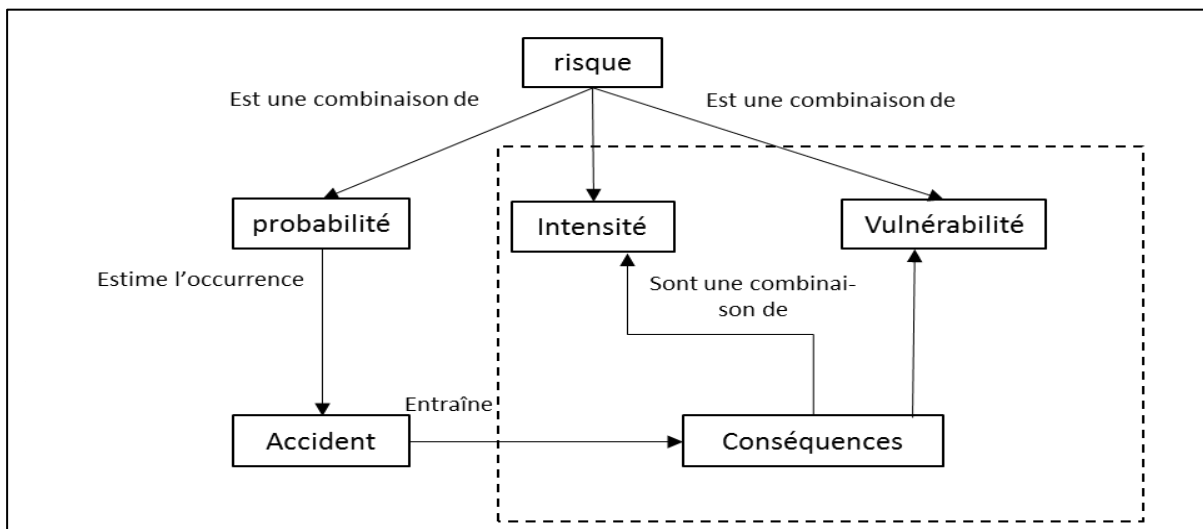 risque
Est une combinaison de
Est une combinaison de
probabilité
Intensité
Vulnérabilité
Estime l’occurrence
Sont une combinai-
son de
Entraîne
Accident
Conséquences